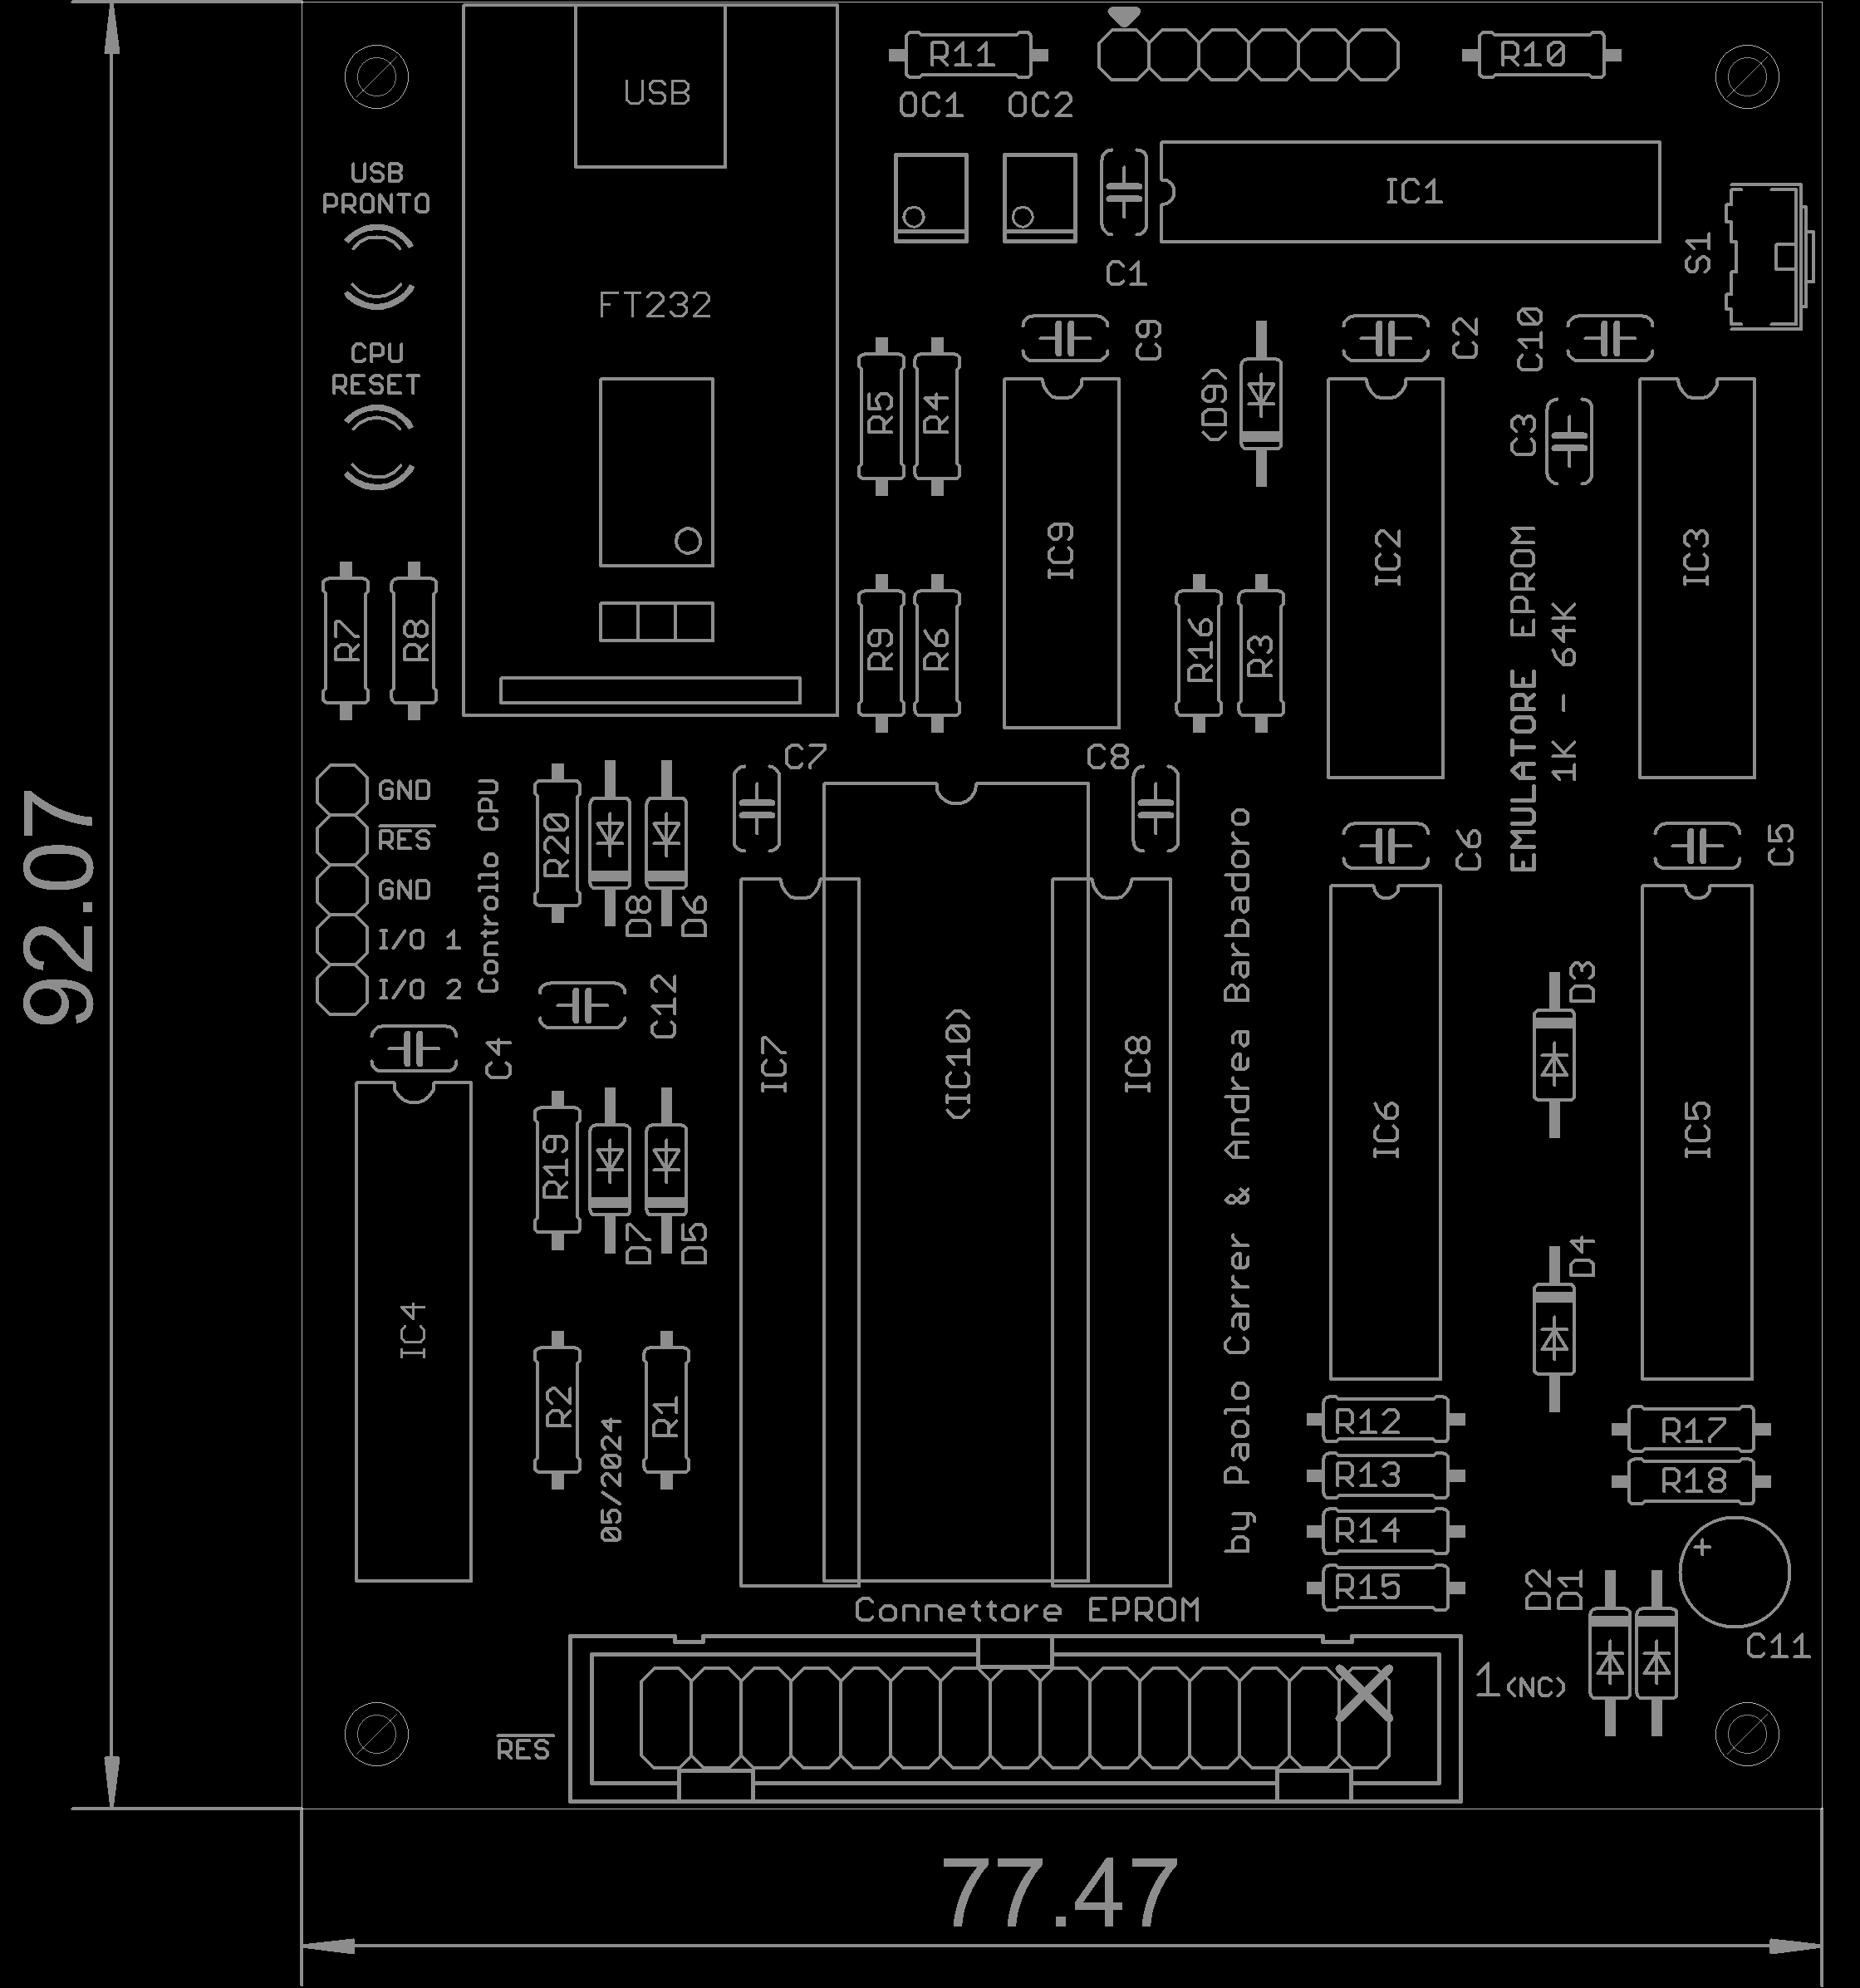 R11
R10
USB
OC1 OC2
USB
PRONTO
IC1
S1
C1
FT232
CPU
RESET
C9
C2
C10
R5
R4
(D9)
C3
IC9
IC2
IC3
R7
R8
R9
R6
R16
R3
EMULATORE EPROM
1K - 64K
C7
C8
GND
RES
GND
I/O 1
I/O 2
Controllo CPU
R20
D8
D6
C6
C5
C12
C4
IC7
(IC10)
IC8
D3
IC6
IC5
R19
D7
D5
by Paolo Carrer & Andrea Barbadoro
D4
IC4
R2
R1
05/2024
R12
R13
R14
R15
R17
R18
D2
D1
C11
Connettore EPROM
1(NC)
RES
92.07
77.47